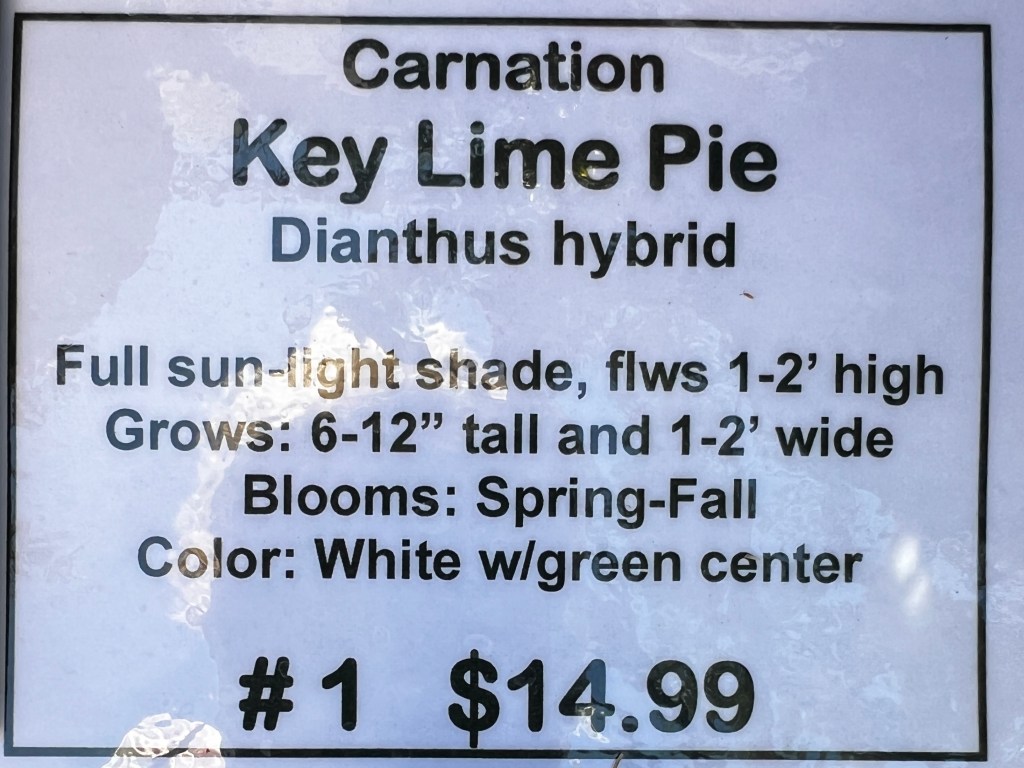 Carnation
Key Lime Pie
Dianthus hybrid
Full sun-light shade, flws 1-2’ high
Grows: 6-12” tall and 1-2’ wide
Blooms: Spring-Fall
Color: White w/green center
# 1 $14.99